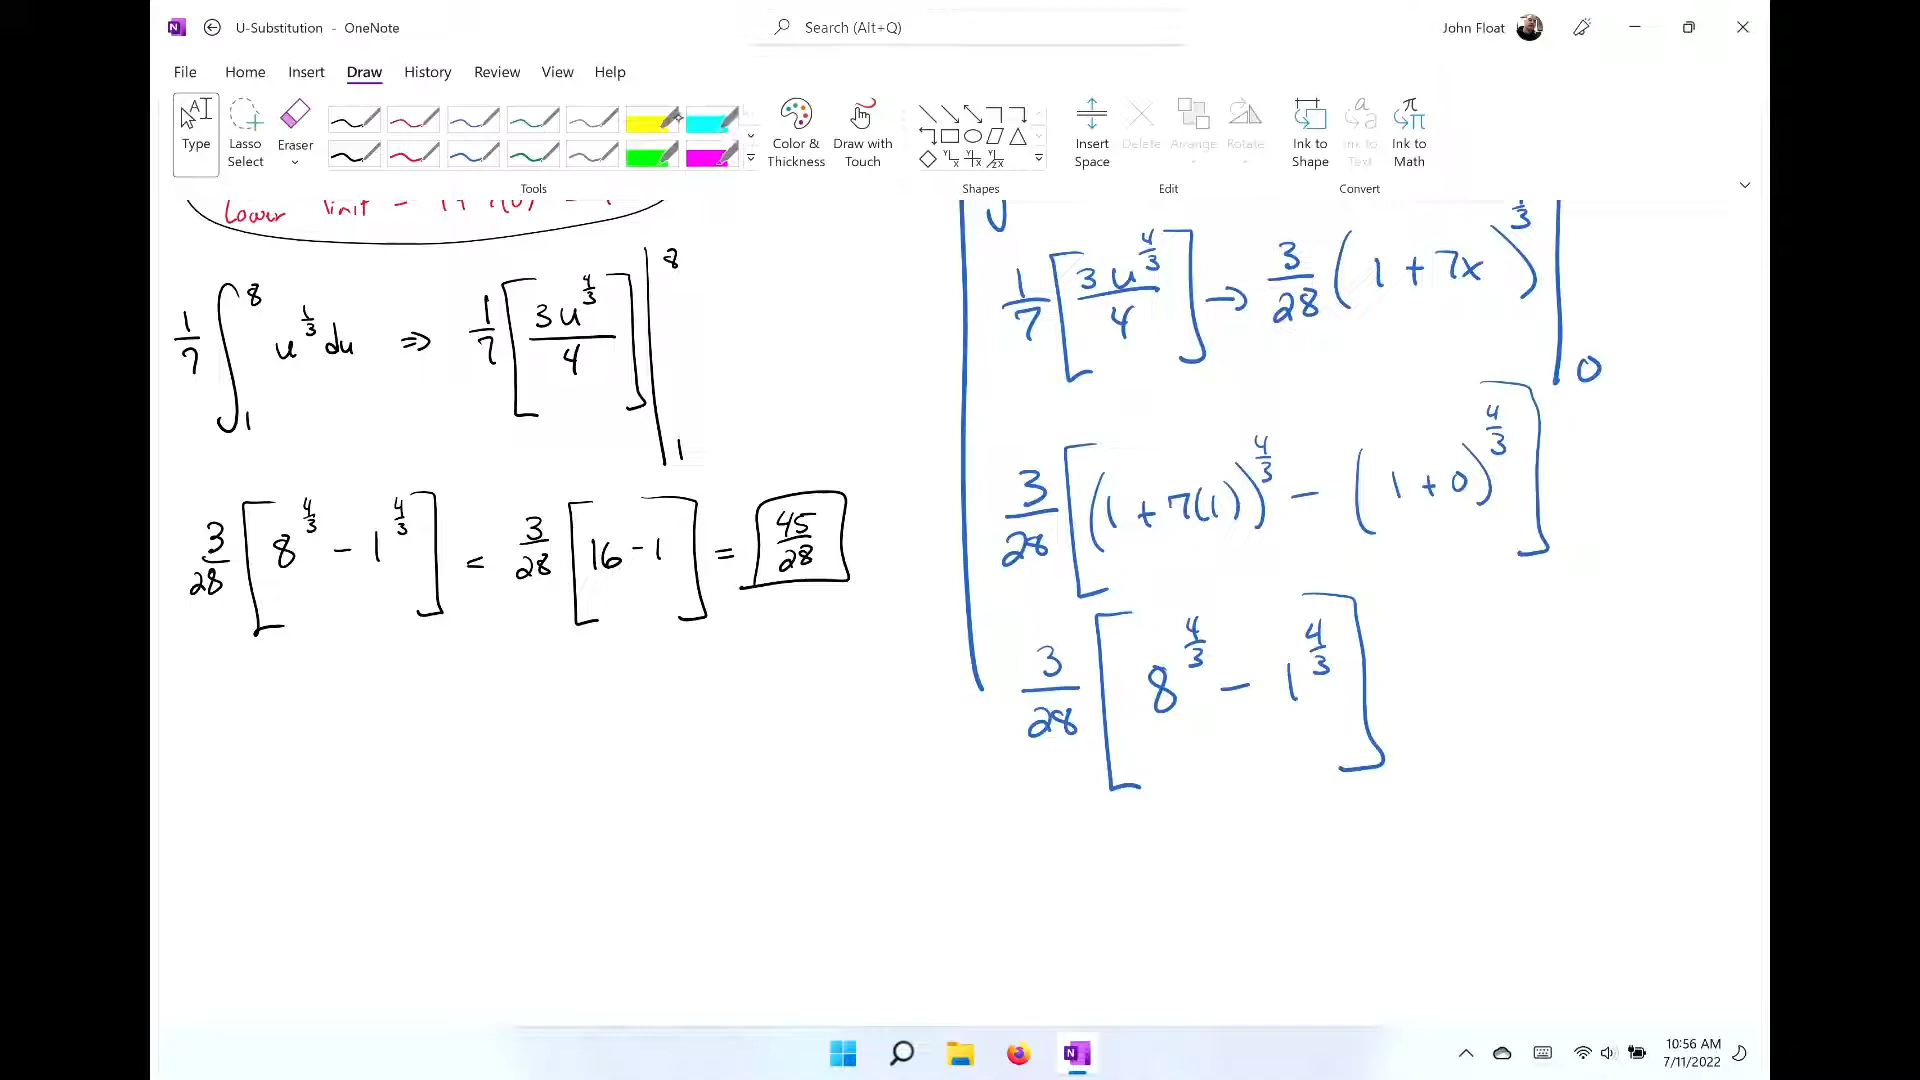 U-Substitution - OneNote
Search (Alt+Q)
John Float
File Home Insert Draw History Review View Help
Type
Lasso Select
Eraser
Color & Thickness
Draw with Touch
Insert Space
Delete
Arrange
Rotate
Ink to Shape
Ink to Text
Ink to Math
Tools
Shapes
Edit
Convert
Lower limit =
1/7 ∫_1^8 u^{1/3} du ⇒ 1/7 [3u^{4/3}/4] |_1^8
3/28 [8^{4/3} - 1^{4/3}] = 3/28 [16 - 1] = 45/28
1/7 [3u^{4/3}/4] → 3/28 (1 + 7x) |_0
3/28 [(1 + 7(1))^{4/3} - (1 + 0)^{4/3}]
3/28 [8^{4/3} - 1^{4/3}]
10:56 AM
7/11/2022